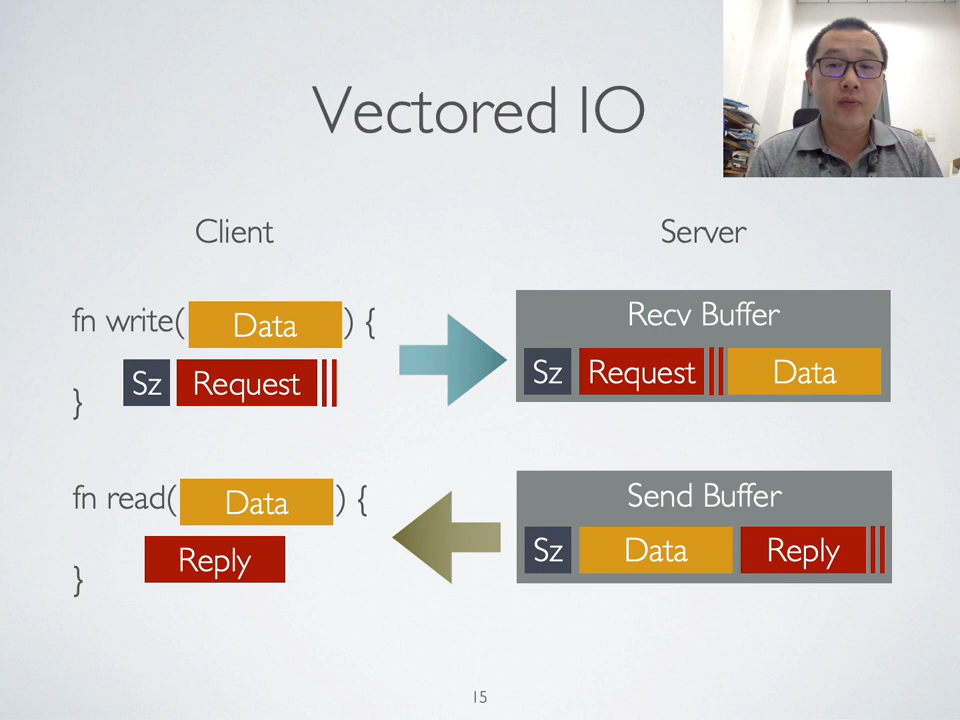 Vectored IO
Client
Server
fn write( Data ) {
Sz Request
}
Recv Buffer
Sz Request Data
fn read( Data ) {
Reply
}
Send Buffer
Sz Data Reply
15